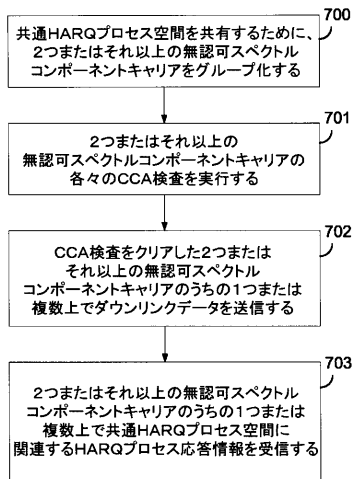 700
共通HARQプロセス空間を共有するために、
2つまたはそれ以上の無認可スペクトル
コンポーネントキャリアをグループ化する
701
2つまたはそれ以上の
無認可スペクトルコンポーネントキャリアの
各々のCCA検査を実行する
702
CCA検査をクリアした2つまたは
それ以上の無認可スペクトル
コンポーネントキャリアのうちの1つまたは
複数上でダウンリンクデータを送信する
703
2つまたはそれ以上の無認可スペクトル
コンポーネントキャリアのうちの1つまたは
複数上で共通HARQプロセス空間に
関連するHARQプロセス応答情報を受信する